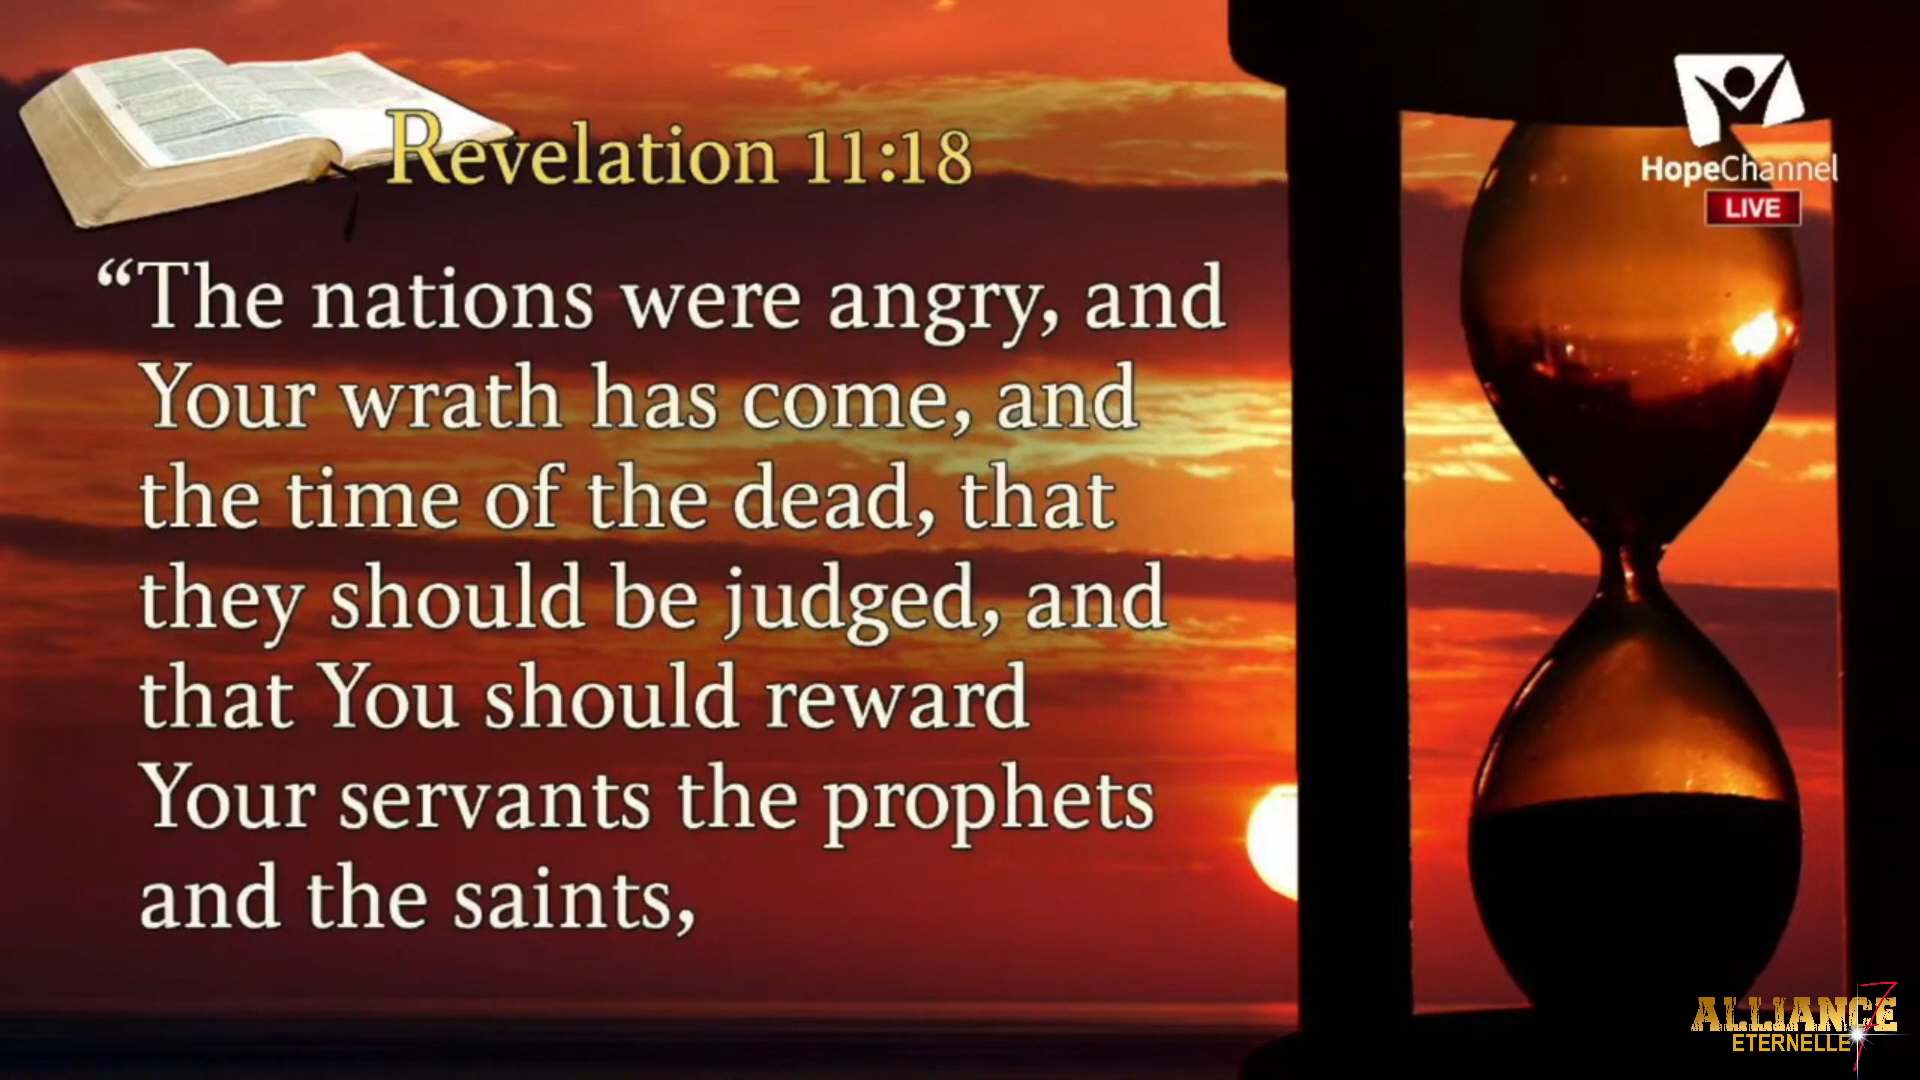 Revelation 11:18
HopeChannel
LIVE
“The nations were angry, and
Your wrath has come, and
the time of the dead, that
they should be judged, and
that You should reward
Your servants the prophets
and the saints,
ALLIANCE 7
ETERNELLE